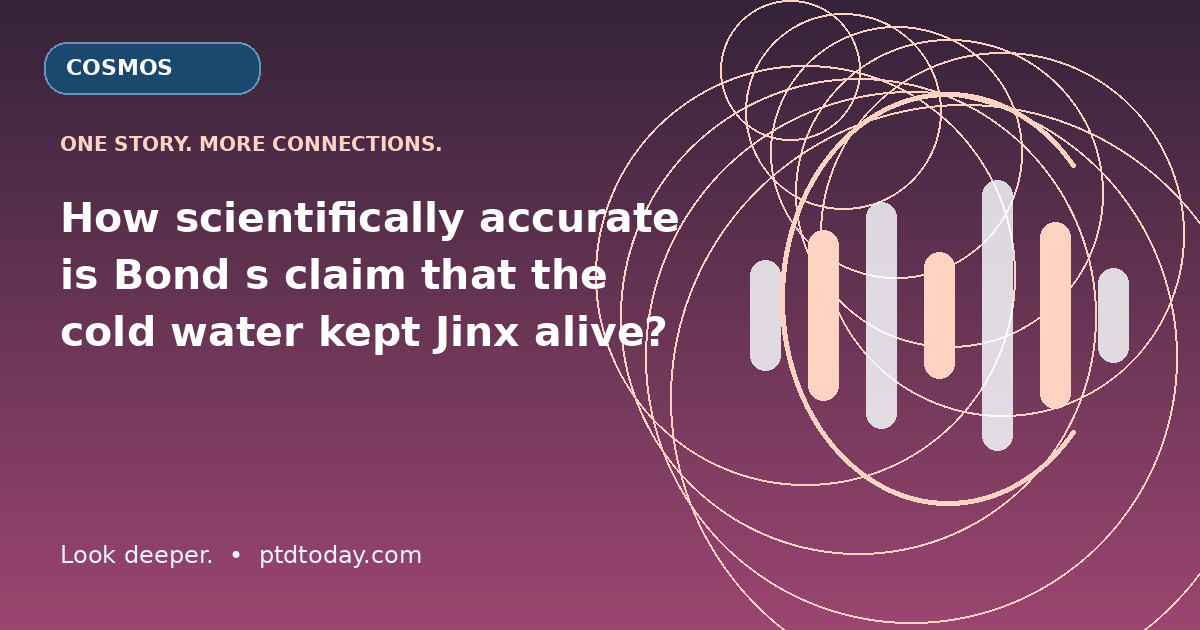 COSMOS
ONE STORY. MORE CONNECTIONS.
How scientifically accurate
is Bond s claim that the
cold water kept Jinx alive?
Look deeper. • ptdtoday.com